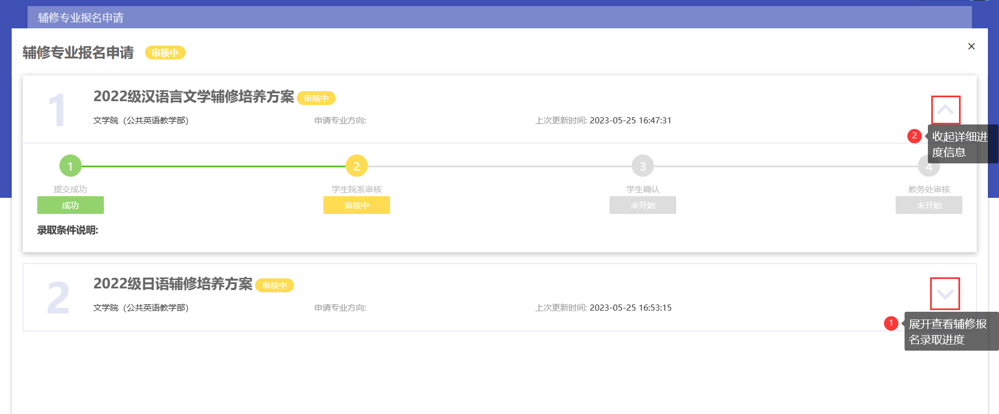 辅修专业报名申请
辅修专业报名申请 审核中
1
2022级汉语言文学辅修培养方案 审核中
文学院（公共英语教学部） 申请专业方向: 上次更新时间: 2023-05-25 16:47:31
2 收起详细进
度信息
1 2 3 4
提交成功 学生院系审核 学生确认 教务处审核
成功 审核中 未开始 未开始
录取条件说明:
2
2022级日语辅修培养方案 审核中
文学院（公共英语教学部） 申请专业方向: 上次更新时间: 2023-05-25 16:53:15
1 展开查看辅修报
名录取进度